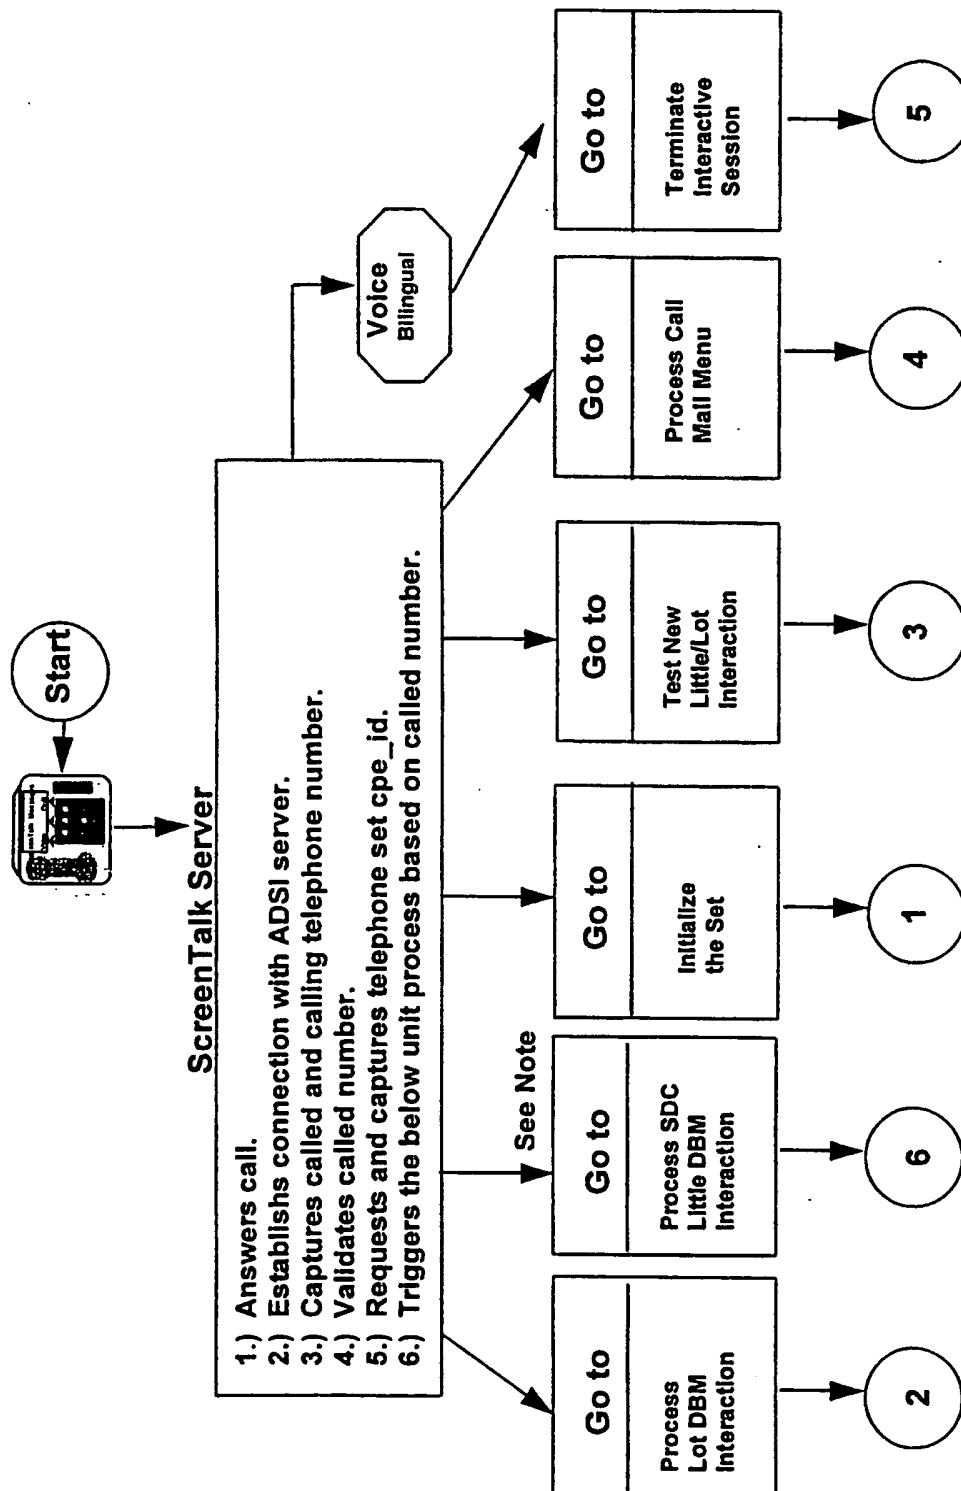 Start
ScreenTalk Server
1.) Answers call.
2.) Establishs connection with ADSI server.
3.) Captures called and calling telephone number.
4.) Validates called number.
5.) Requests and captures telephone set cpe_id.
6.) Triggers the below unit process based on called number.
Voice
Bilingual
See Note
Go to
Process
Lot DBM
Interaction
2
Go to
Process SDC
Little DBM
Interaction
6
Go to
Initialize
the Set
1
Go to
Test New
Little/Lot
Interaction
3
Go to
Process Call
Mall Menu
4
Go to
Terminate
Interactive
Session
5